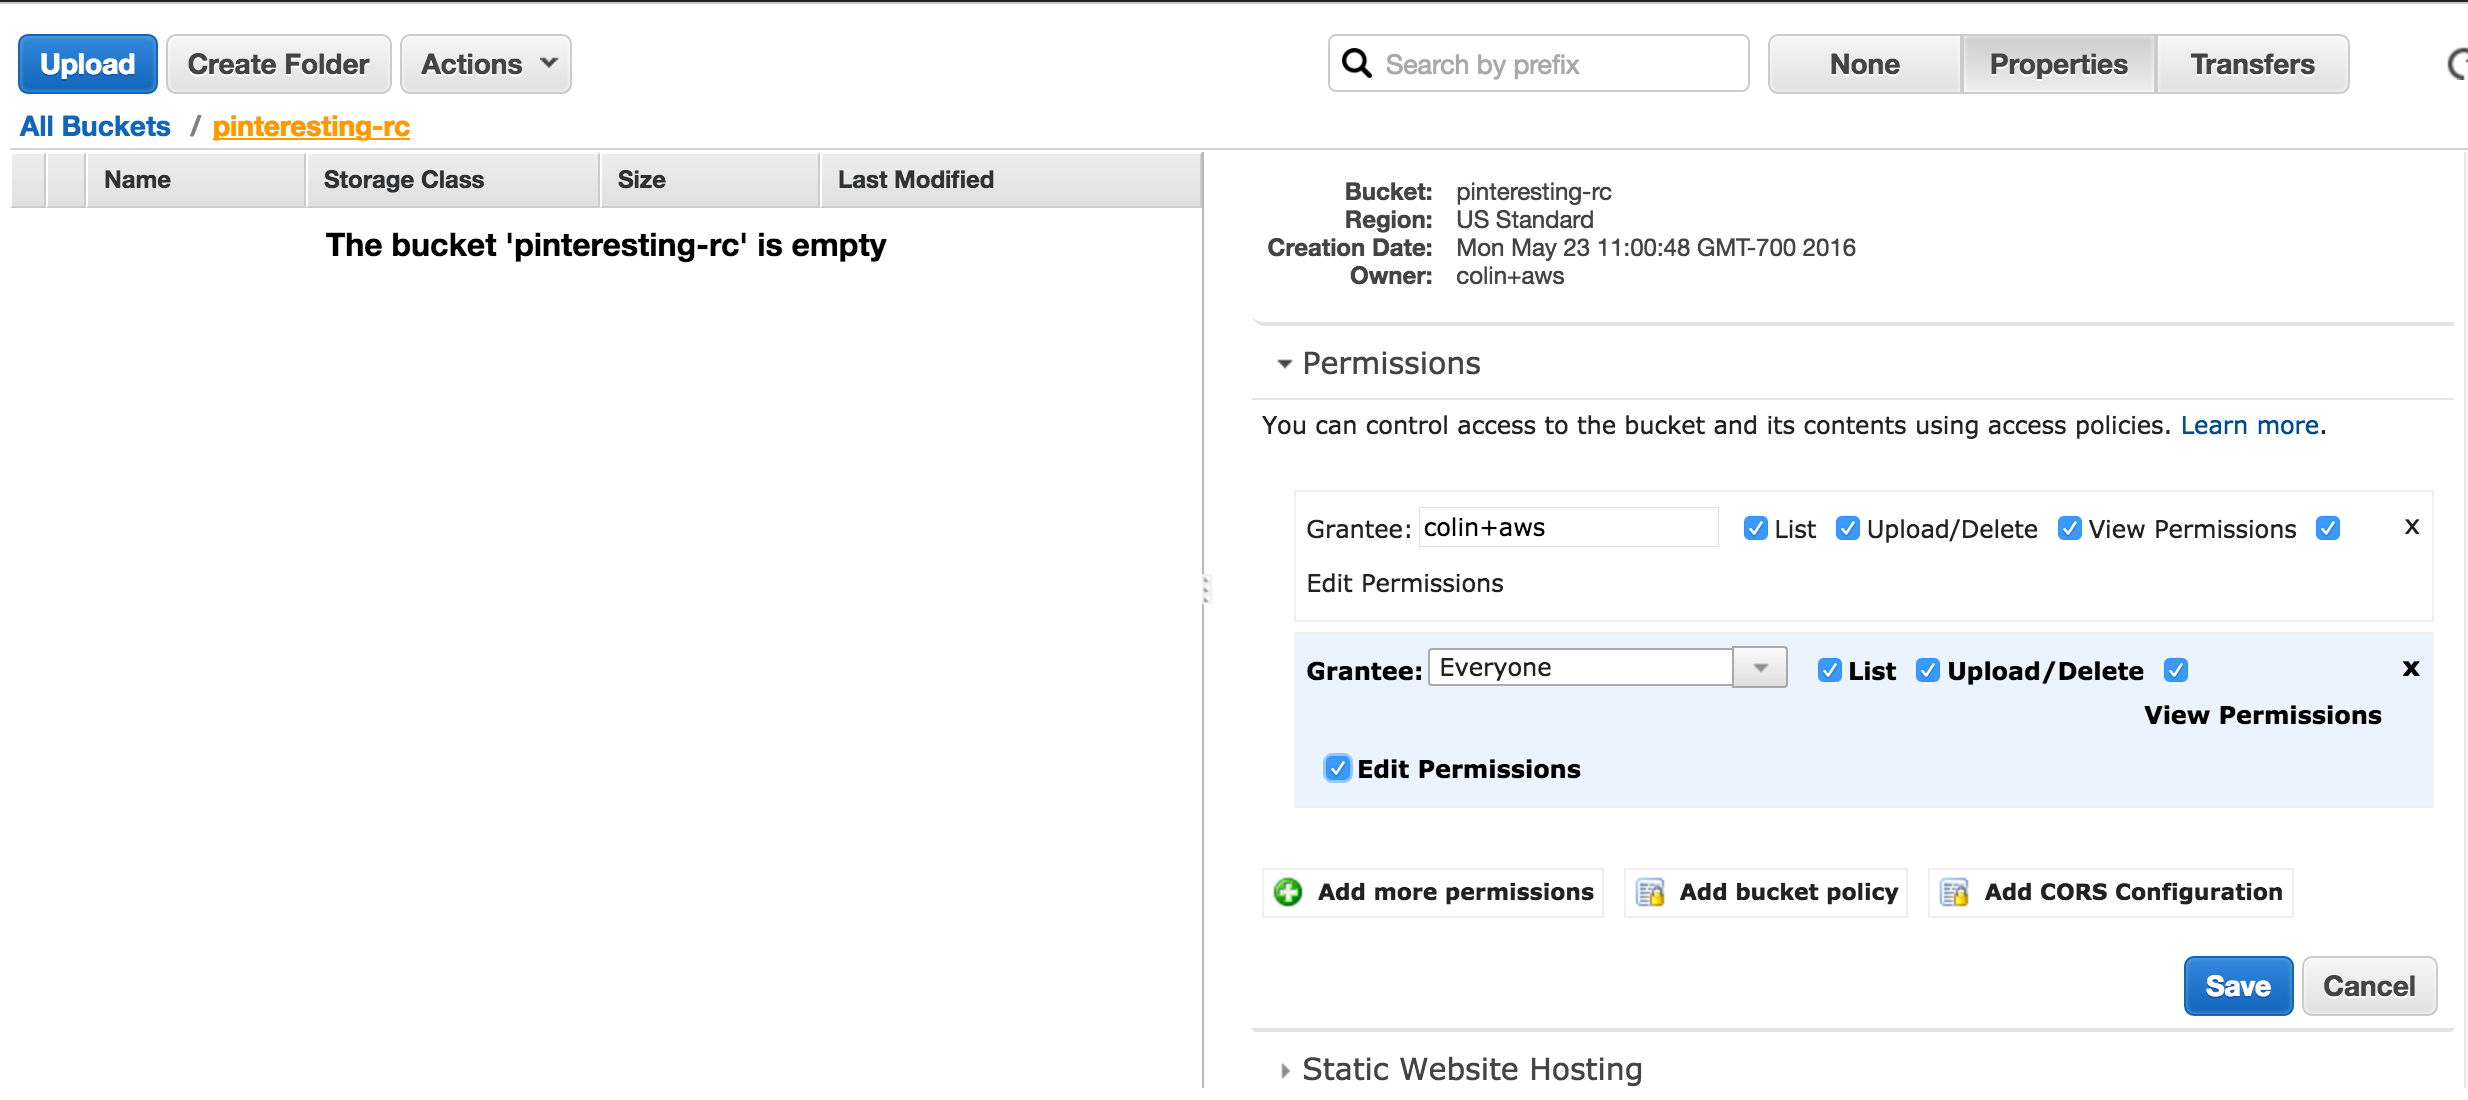 Upload Create Folder Actions Search by prefix None Properties Transfers
All Buckets / pinteresting-rc
Name Storage Class Size Last Modified
The bucket 'pinteresting-rc' is empty
Bucket: pinteresting-rc
Region: US Standard
Creation Date: Mon May 23 11:00:48 GMT-700 2016
Owner: colin+aws
Permissions
You can control access to the bucket and its contents using access policies. Learn more.
Grantee: colin+aws List Upload/Delete View Permissions x
Edit Permissions
Grantee: Everyone List Upload/Delete x
View Permissions
Edit Permissions
Add more permissions Add bucket policy Add CORS Configuration
Save Cancel
Static Website Hosting